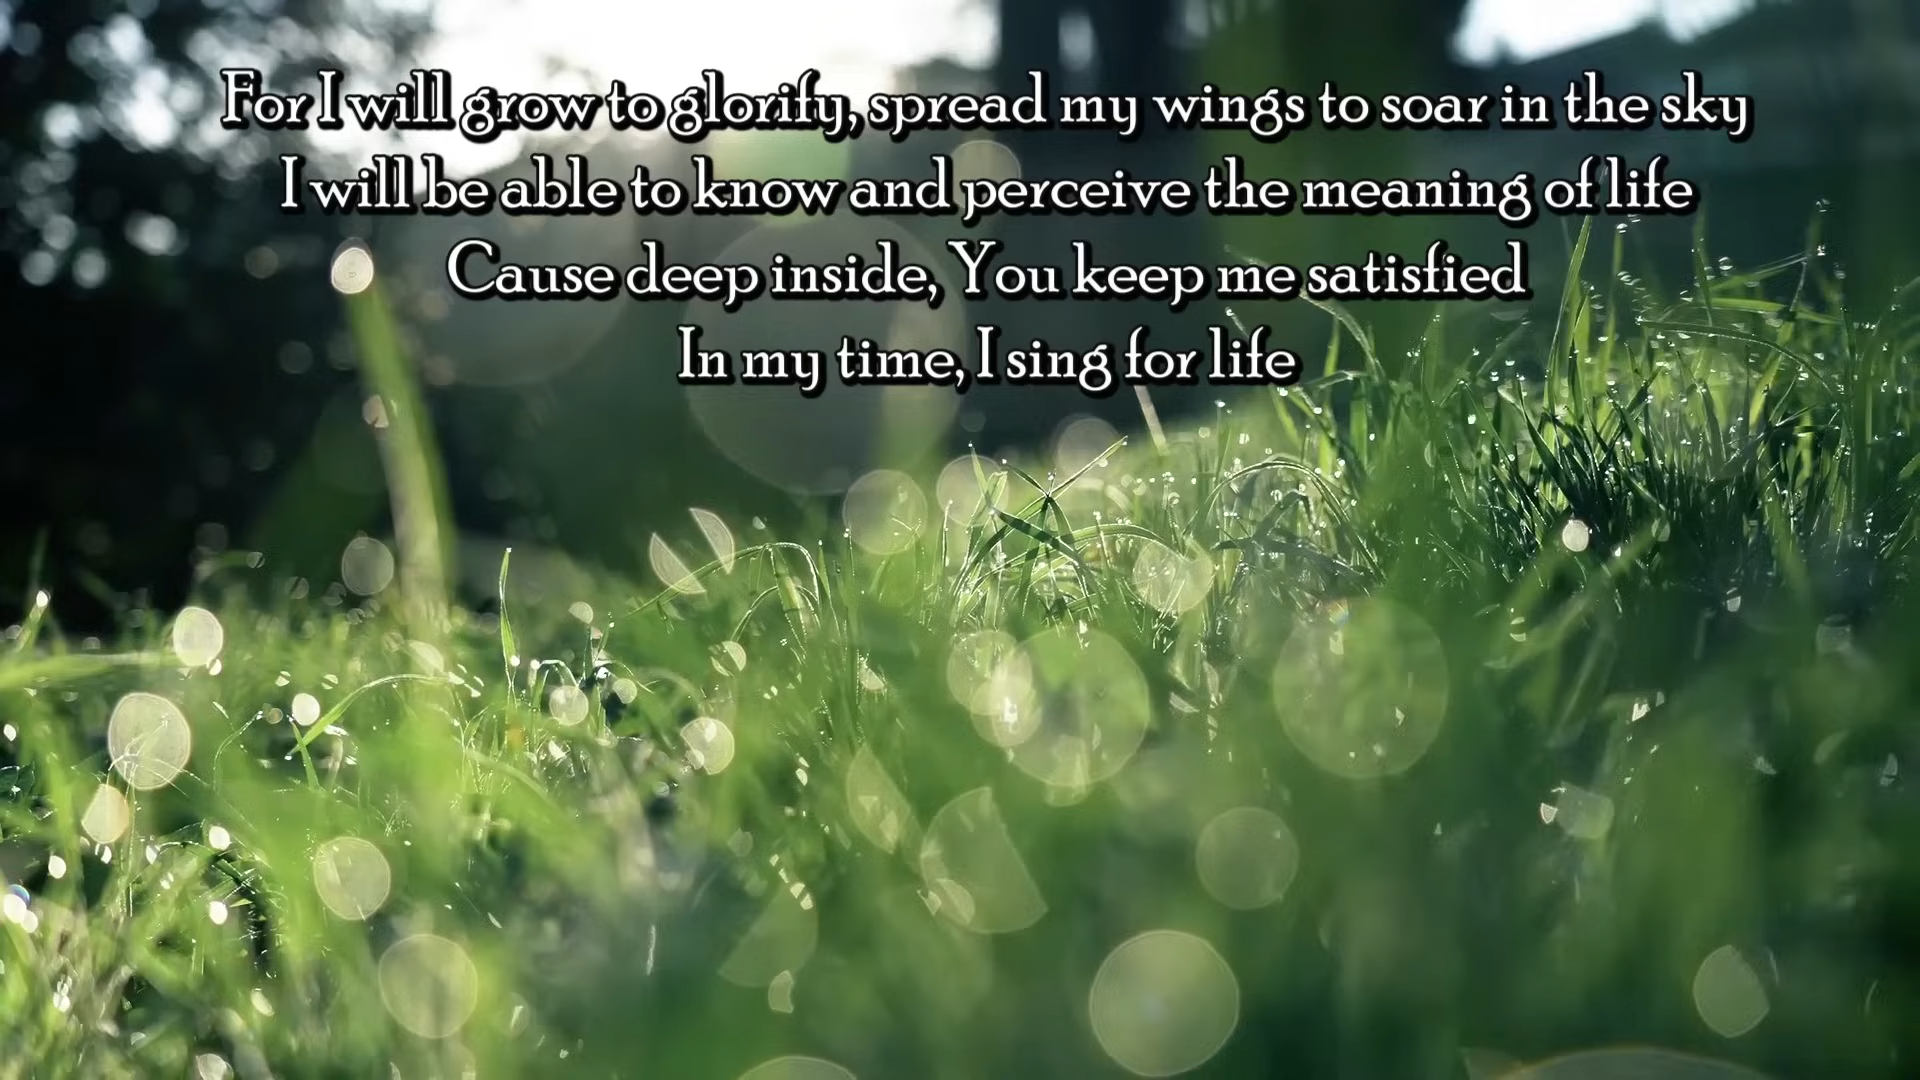 For I will grow to glorify, spread my wings to soar in the sky
I will be able to know and perceive the meaning of life
Cause deep inside, You keep me satisfied
In my time, I sing for life